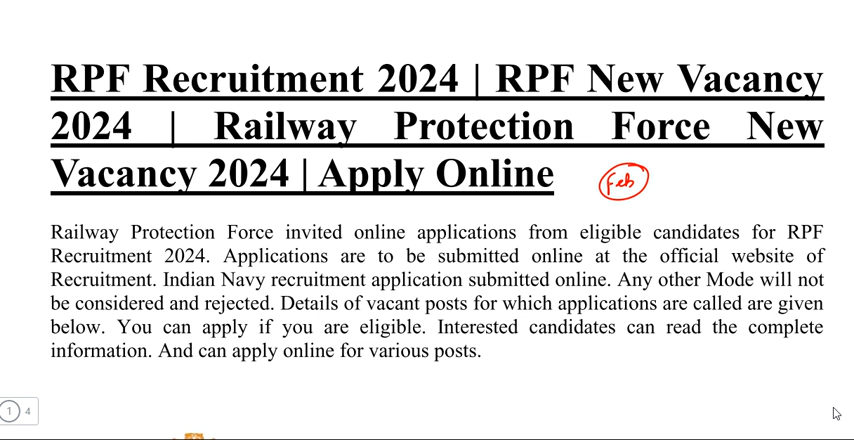 RPF Recruitment 2024 | RPF New Vacancy
2024 | Railway Protection Force New
Vacancy 2024 | Apply Online
Feb
Railway Protection Force invited online applications from eligible candidates for RPF
Recruitment 2024. Applications are to be submitted online at the official website of
Recruitment. Indian Navy recruitment application submitted online. Any other Mode will not
be considered and rejected. Details of vacant posts for which applications are called are given
below. You can apply if you are eligible. Interested candidates can read the complete
information. And can apply online for various posts.
1 4